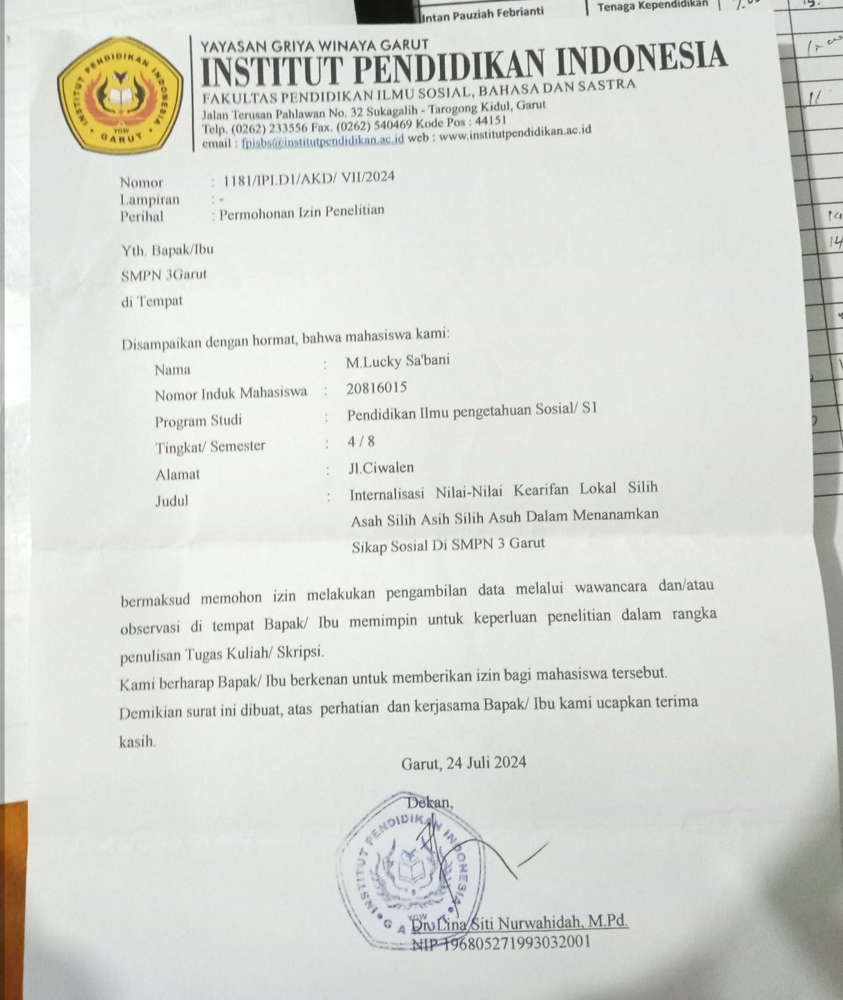 Intan Pauziah Febrianti
Tenaga Kependidikan
YAYASAN GRIYA WINAYA GARUT
INSTITUT PENDIDIKAN INDONESIA
FAKULTAS PENDIDIKAN ILMU SOSIAL, BAHASA DAN SASTRA
Jalan Terusan Pahlawan No. 32 Sukagalih - Tarogong Kidul, Garut
Telp. (0262) 233556 Fax. (0262) 540469 Kode Pos : 44151
email : fpisbs@institutpendidikan.ac.id web : www.institutpendidikan.ac.id
INSTITUT PENDIDIKAN INDONESIA
YGW
GARUT
Nomor : 1181/IPI.D1/AKD/ VII/2024
Lampiran : -
Perihal : Permohonan Izin Penelitian
Yth. Bapak/Ibu
SMPN 3Garut
di Tempat
Disampaikan dengan hormat, bahwa mahasiswa kami:
Nama : M.Lucky Sa'bani
Nomor Induk Mahasiswa : 20816015
Program Studi : Pendidikan Ilmu pengetahuan Sosial/ S1
Tingkat/ Semester : 4 / 8
Alamat : Jl.Ciwalen
Judul : Internalisasi Nilai-Nilai Kearifan Lokal Silih
Asah Silih Asih Silih Asuh Dalam Menanamkan
Sikap Sosial Di SMPN 3 Garut
bermaksud memohon izin melakukan pengambilan data melalui wawancara dan/atau
observasi di tempat Bapak/ Ibu memimpin untuk keperluan penelitian dalam rangka
penulisan Tugas Kuliah/ Skripsi.
Kami berharap Bapak/ Ibu berkenan untuk memberikan izin bagi mahasiswa tersebut.
Demikian surat ini dibuat, atas perhatian dan kerjasama Bapak/ Ibu kami ucapkan terima
kasih.
Garut, 24 Juli 2024
Dekan,
INSTITUT PENDIDIKAN INDONESIA
YGW
GARUT
Dr. Lina Siti Nurwahidah, M.Pd.
NIP 196805271993032001